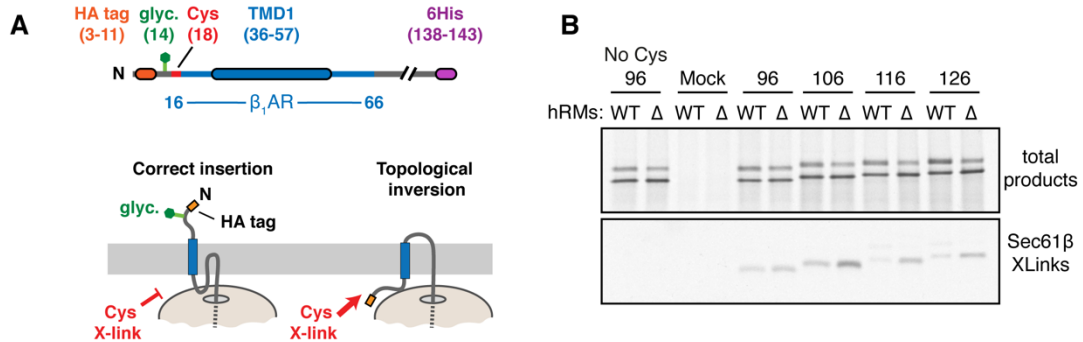 A
HA tag glyc. Cys TMD1 6His
(3-11) (14) (18) (36-57) (138-143)
N
16 β₁AR 66
Correct insertion
Topological
inversion
N
glyc.
HA tag
Cys
X-link
Cys
X-link
B
No Cys
96 Mock 96 106 116 126
hRMs: WT Δ WT Δ WT Δ WT Δ WT Δ WT Δ
total
products
Sec61β
XLinks